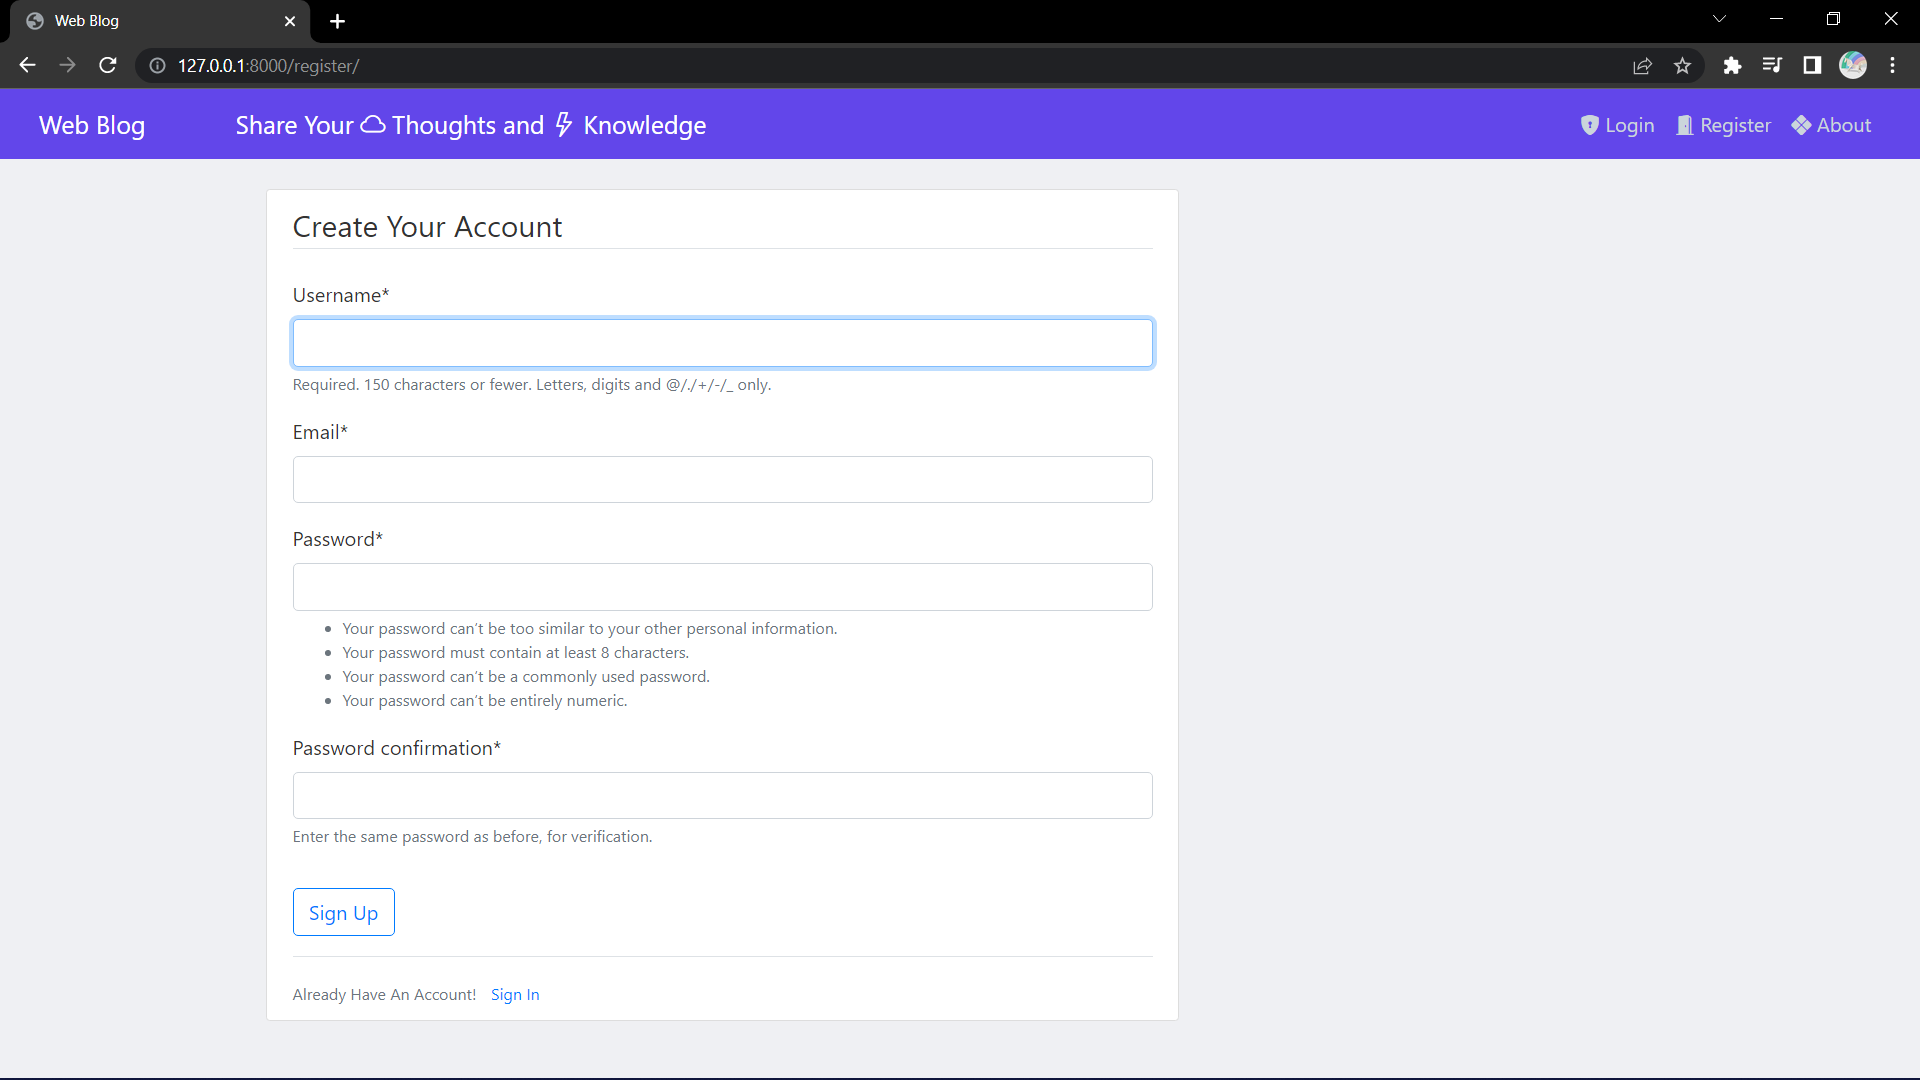 Web Blog
127.0.0.1:8000/register/
Web Blog Share Your Thoughts and Knowledge Login Register About
Create Your Account
Username*
Required. 150 characters or fewer. Letters, digits and @/./+/-/_ only.
Email*
Password*
Your password can’t be too similar to your other personal information.
Your password must contain at least 8 characters.
Your password can’t be a commonly used password.
Your password can’t be entirely numeric.
Password confirmation*
Enter the same password as before, for verification.
Sign Up
Already Have An Account! Sign In